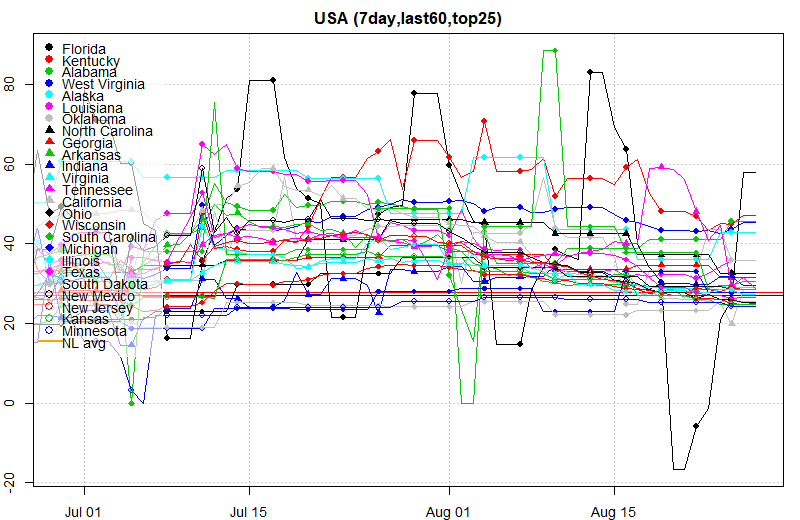 USA (7day,last60,top25)
Florida
Kentucky
Alabama
West Virginia
Alaska
Louisiana
Oklahoma
North Carolina
Georgia
Arkansas
Indiana
Virginia
Tennessee
California
Ohio
Wisconsin
South Carolina
Michigan
Illinois
Texas
South Dakota
New Mexico
New Jersey
Kansas
Minnesota
NL avg
80
60
40
20
0
-20
Jul 01
Jul 15
Aug 01
Aug 15